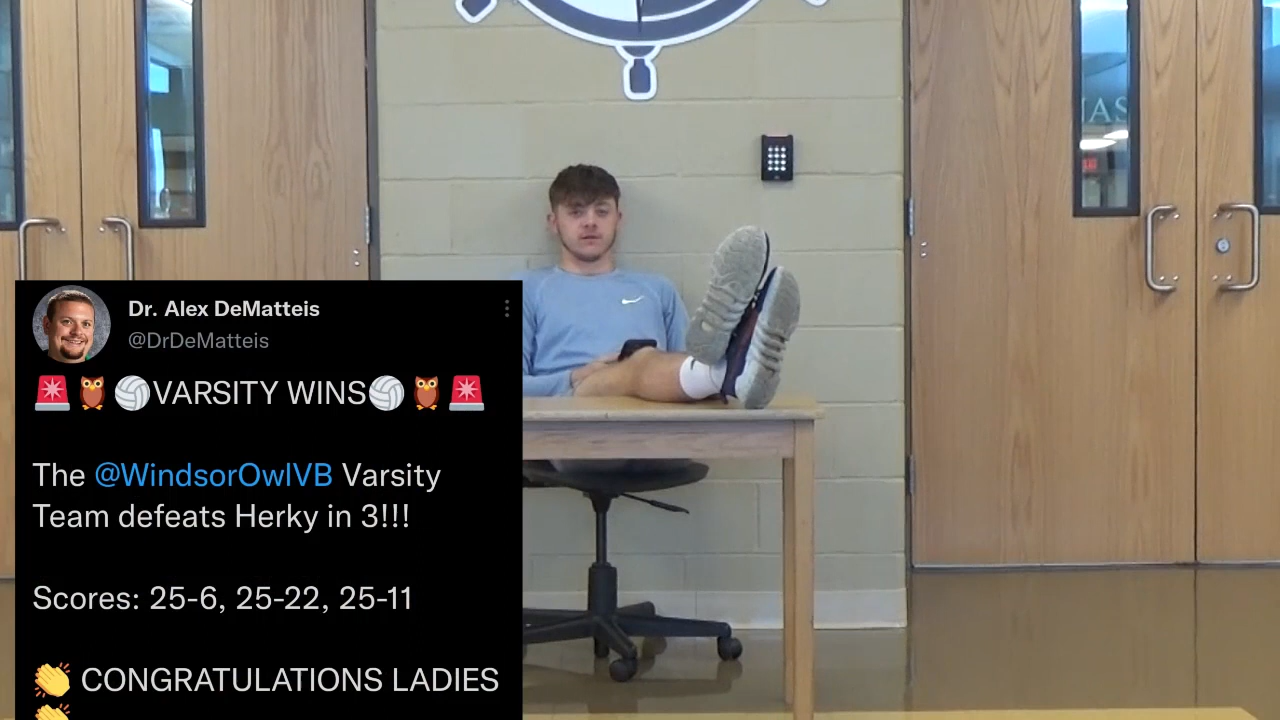 NAS
Dr. Alex DeMatteis
@DrDeMatteis
🚨🦉🏐VARSITY WINS🏐🦉🚨
The @WindsorOwlVB Varsity
Team defeats Herky in 3!!!
Scores: 25-6, 25-22, 25-11
👏 CONGRATULATIONS LADIES
👏